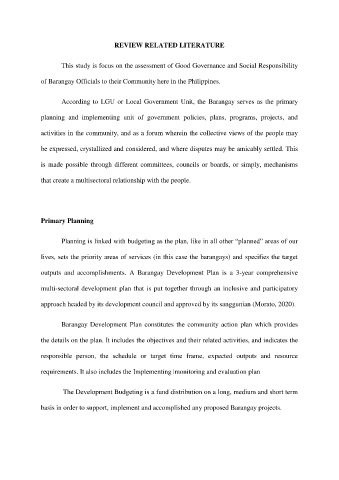 REVIEW RELATED LITERATURE
This study is focus on the assessment of Good Governance and Social Responsibility
of Barangay Officials to their Community here in the Philippines.
According to LGU or Local Government Unit, the Barangay serves as the primary
planning and implementing unit of government policies, plans, programs, projects, and
activities in the community, and as a forum wherein the collective views of the people may
be expressed, crystallized and considered, and where disputes may be amicably settled. This
is made possible through different committees, councils or boards, or simply, mechanisms
that create a multisectoral relationship with the people.
Primary Planning
Planning is linked with budgeting as the plan, like in all other “planned” areas of our
lives, sets the priority areas of services (in this case the barangays) and specifies the target
outputs and accomplishments. A Barangay Development Plan is a 3-year comprehensive
multi-sectoral development plan that is put together through an inclusive and participatory
approach headed by its development council and approved by its sanggunian (Morato, 2020).
Barangay Development Plan constitutes the community action plan which provides
the details on the plan. It includes the objectives and their related activities, and indicates the
responsible person, the schedule or target time frame, expected outputs and resource
requirements. It also includes the Implementing imonitoring and evaluation plan
The Development Budgeting is a fund distribution on a long, medium and short term
basis in order to support, implement and accomplished any proposed Barangay projects.